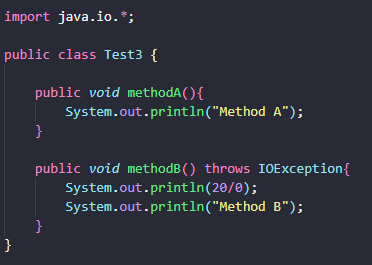 import java.io.*;
public class Test3 {
public void methodA(){
System.out.println("Method A");
}
public void methodB() throws IOException{
System.out.println(20/0);
System.out.println("Method B");
}
}